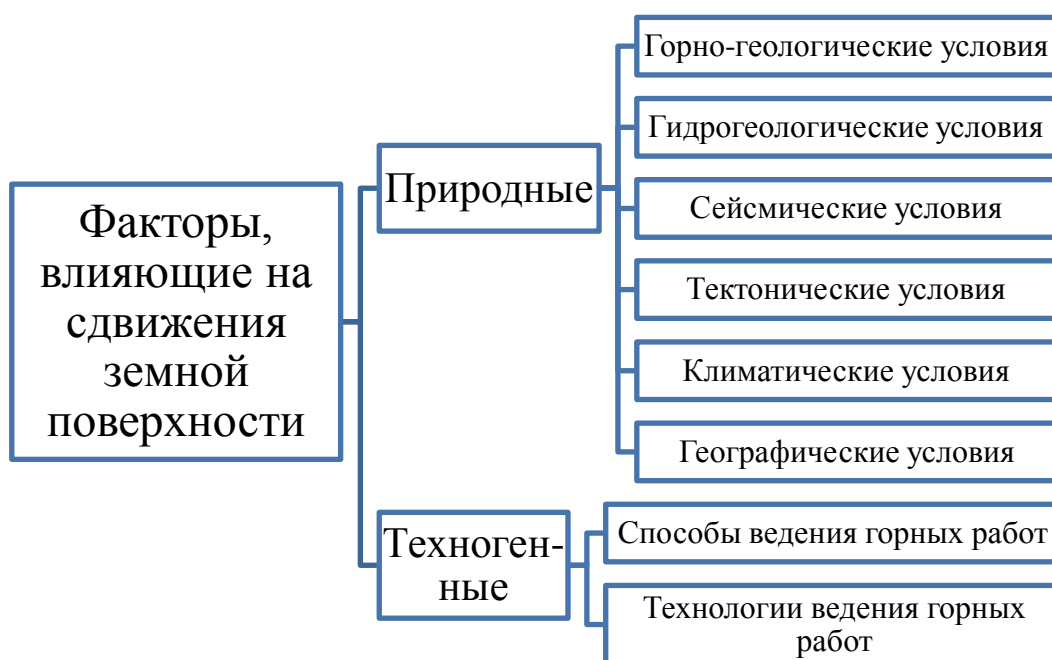 Факторы,
влияющие на
сдвижения
земной
поверхности
Природные
Горно-геологические условия
Гидрогеологические условия
Сейсмические условия
Тектонические условия
Климатические условия
Географические условия
Техноген-
ные
Способы ведения горных работ
Технологии ведения горных
работ